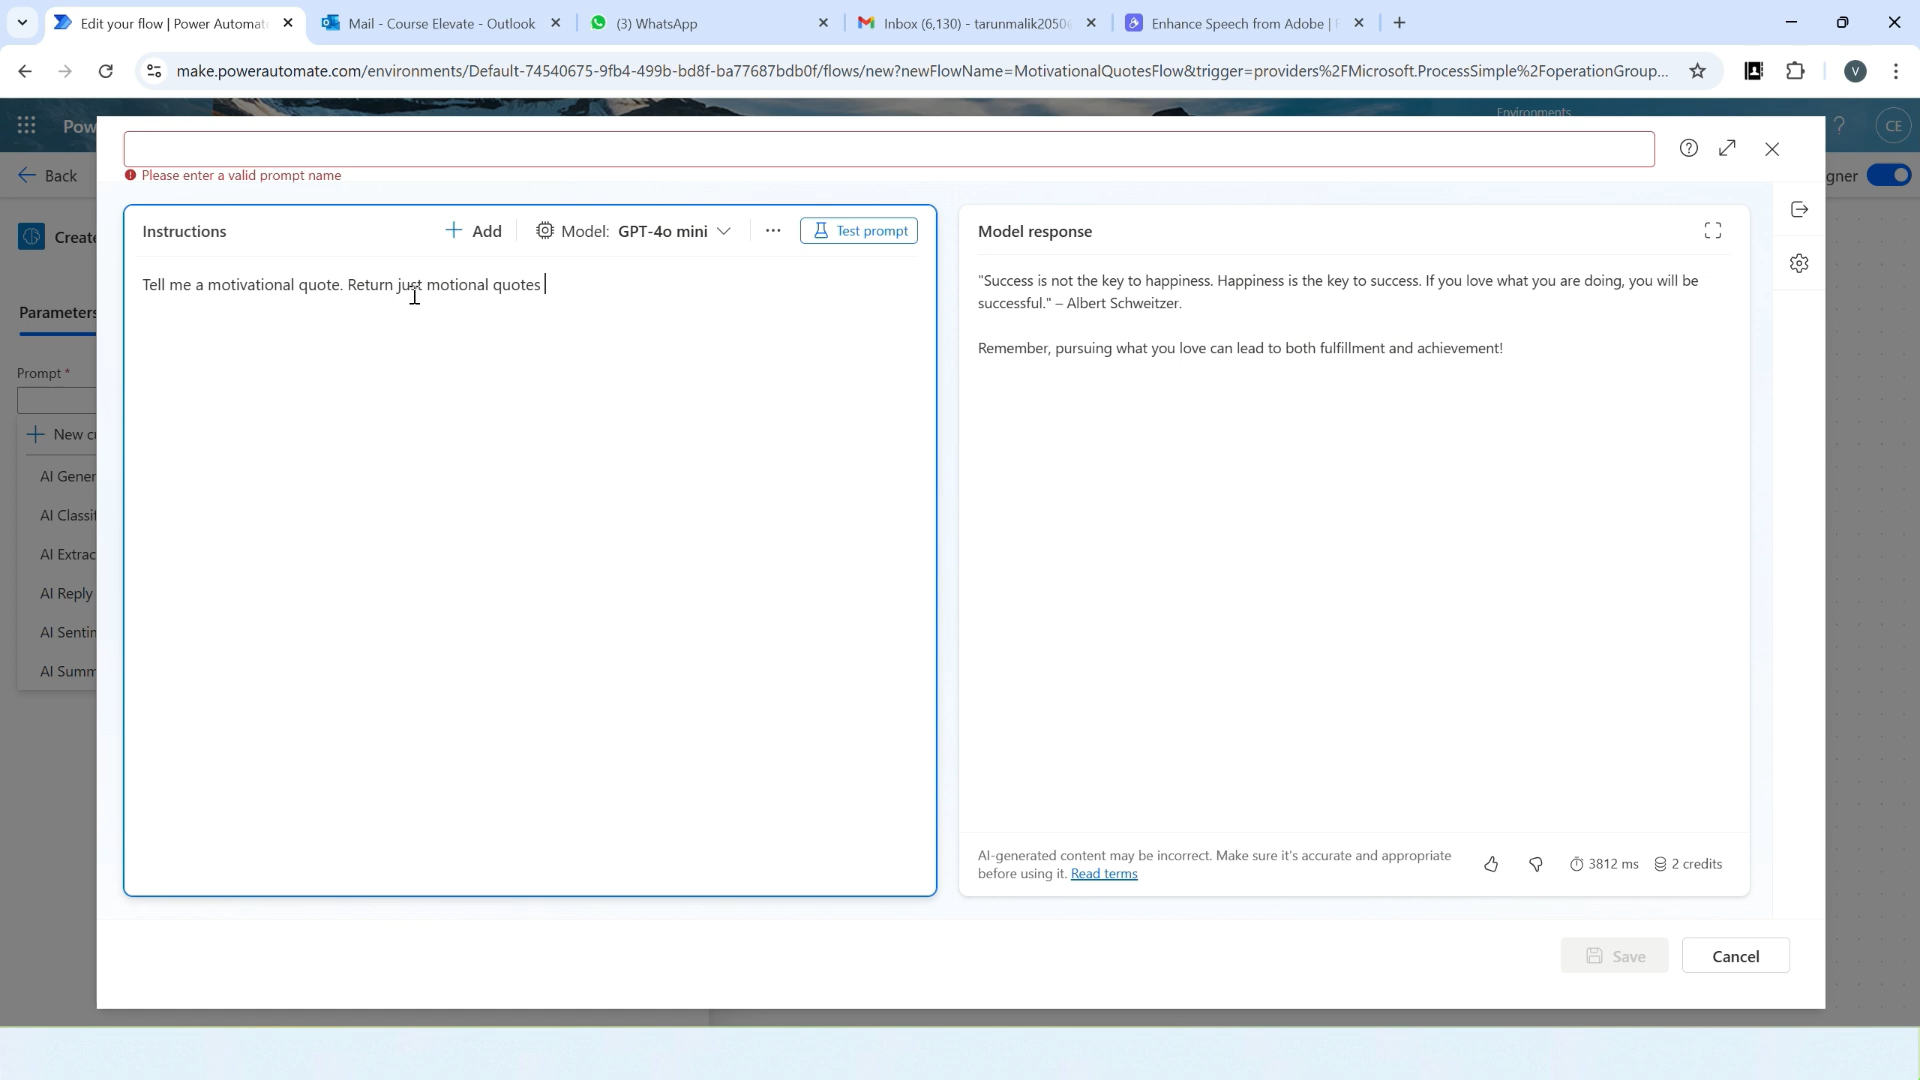 Edit your flow | Power Automat
Mail - Course Elevate - Outlook
(3) WhatsApp
Inbox (6,130) - tarunmalik2050
Enhance Speech from Adobe |
make.powerautomate.com/environments/Default-74540675-9fb4-499b-bd8f-ba77687bdb0f/flows/new?newFlowName=MotivationalQuotesFlow&trigger=providers%2FMicrosoft.ProcessSimple%2FoperationGroup...
V
Environments
Pow
CE
Please enter a valid prompt name
Back
gner
Instructions
Add
Model: GPT-4o mini
Test prompt
Model response
Create
Tell me a motivational quote. Return just motional quotes
"Success is not the key to happiness. Happiness is the key to success. If you love what you are doing, you will be
successful." – Albert Schweitzer.
Remember, pursuing what you love can lead to both fulfillment and achievement!
Parameters
Prompt *
New cu
AI Gener
AI Classif
AI Extrac
AI Reply
AI Sentin
AI Summ
AI-generated content may be incorrect. Make sure it's accurate and appropriate
before using it. Read terms
3812 ms
2 credits
Save
Cancel